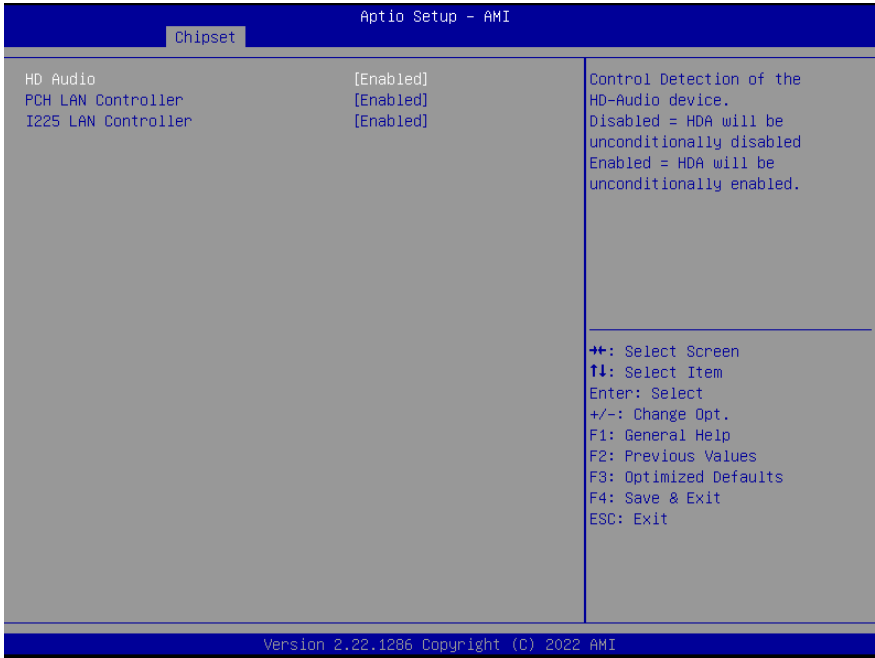 Aptio Setup – AMI
Chipset
HD Audio [Enabled]
PCH LAN Controller [Enabled]
I225 LAN Controller [Enabled]
Control Detection of the
HD-Audio device.
Disabled = HDA will be
unconditionally disabled
Enabled = HDA will be
unconditionally enabled.
→←: Select Screen
↑↓: Select Item
Enter: Select
+/-: Change Opt.
F1: General Help
F2: Previous Values
F3: Optimized Defaults
F4: Save & Exit
ESC: Exit
Version 2.22.1286 Copyright (C) 2022 AMI